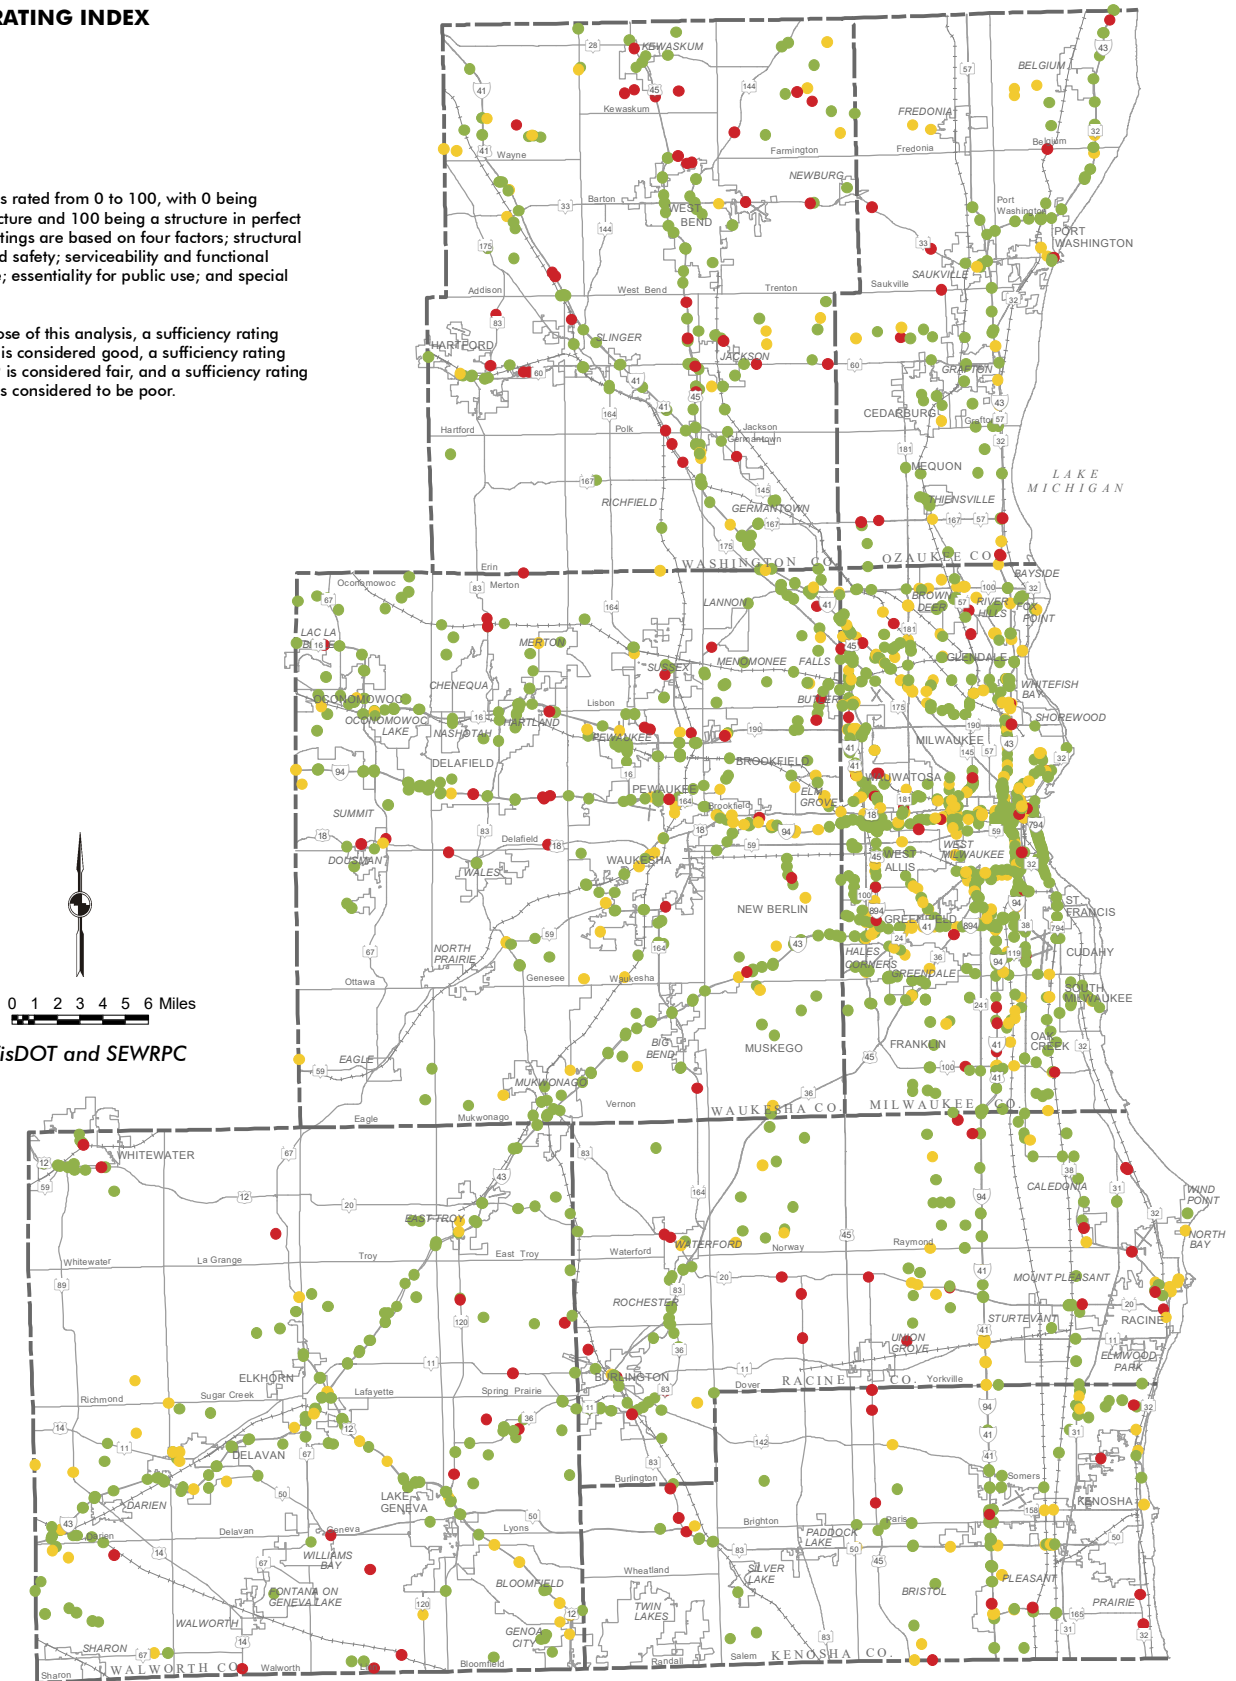 RATING INDEX
s rated from 0 to 100, with 0 being
cture and 100 being a structure in perfect
tings are based on four factors; structural
d safety; serviceability and functional
e; essentiality for public use; and special
ose of this analysis, a sufficiency rating
is considered good, a sufficiency rating
is considered fair, and a sufficiency rating
s considered to be poor.
0 1 2 3 4 5 6 Miles
isDOT and SEWRPC
LAKE
MICHIGAN
WASHINGTON CO.
OZAUKEE CO.
WAUKESHA CO.
MILWAUKEE CO.
RACINE CO.
KENOSHA CO.
WALWORTH CO.
KEWASKUM
Kewaskum
Wayne
Farmington
Barton
WEST
BEND
NEWBURG
Addison
West Bend
Trenton
HARTFORD
SLINGER
JACKSON
Hartford
Polk
Jackson
Germantown
RICHFIELD
GERMANTOWN
Erin
BELGIUM
FREDONIA
Fredonia
Belgium
Port
Washington
PORT
WASHINGTON
SAUKVILLE
Saukville
GRAFTON
CEDARBURG
Grafton
MEQUON
THIENSVILLE
Oconomowoc
Merton
LAC LA
MERTON
LANNON
SUSSEX
MENOMONEE FALLS
CHENEQUA
OCONOMOWOC
OCONOMOWOC
LAKE
NASHOTAH
HARTLAND
Lisbon
PEWAUKEE
BUTLER
DELAFIELD
BROOKFIELD
PEWAUKEE
Brookfield
ELM
GROVE
SUMMIT
DOUSMAN
Delafield
WALES
WAUKESHA
NEW BERLIN
NORTH
PRAIRIE
Ottawa
Genesee
Waukesha
EAGLE
Eagle
MUKWONAGO
Mukwonago
Vernon
BIG
BEND
MUSKEGO
BAYSIDE
BROWN
DEER
RIVER
HILLS
FOX
POINT
GLENDALE
WHITEFISH
BAY
SHOREWOOD
MILWAUKEE
WAUWATOSA
WEST
MILWAUKEE
WEST
ALLIS
ST.
FRANCIS
GREENFIELD
HALES
CORNERS
GREENDALE
CUDAHY
SOUTH
MILWAUKEE
FRANKLIN
OAK
CREEK
WHITEWATER
Whitewater
La Grange
Troy
EAST TROY
East Troy
Richmond
Sugar Creek
ELKHORN
Lafayette
Spring Prairie
DELAVAN
DARIEN
Darien
Delavan
Geneva
LAKE
GENEVA
Lyons
WILLIAMS
BAY
FONTANA ON
GENEVA LAKE
WALWORTH
SHARON
Sharon
Walworth
BLOOMFIELD
GENOA
CITY
Bloomfield
Waterford
WATERFORD
Norway
Raymond
CALEDONIA
WIND
POINT
NORTH
BAY
ROCHESTER
MOUNT PLEASANT
STURTEVANT
RACINE
ELMWOOD
PARK
UNION
GROVE
BURLINGTON
Burlington
Dover
Yorkville
Brighton
Paris
Somers
KENOSHA
PADDOCK
LAKE
SILVER
LAKE
Wheatland
TWIN
LAKES
Randall
Salem
BRISTOL
PLEASANT
PRAIRIE